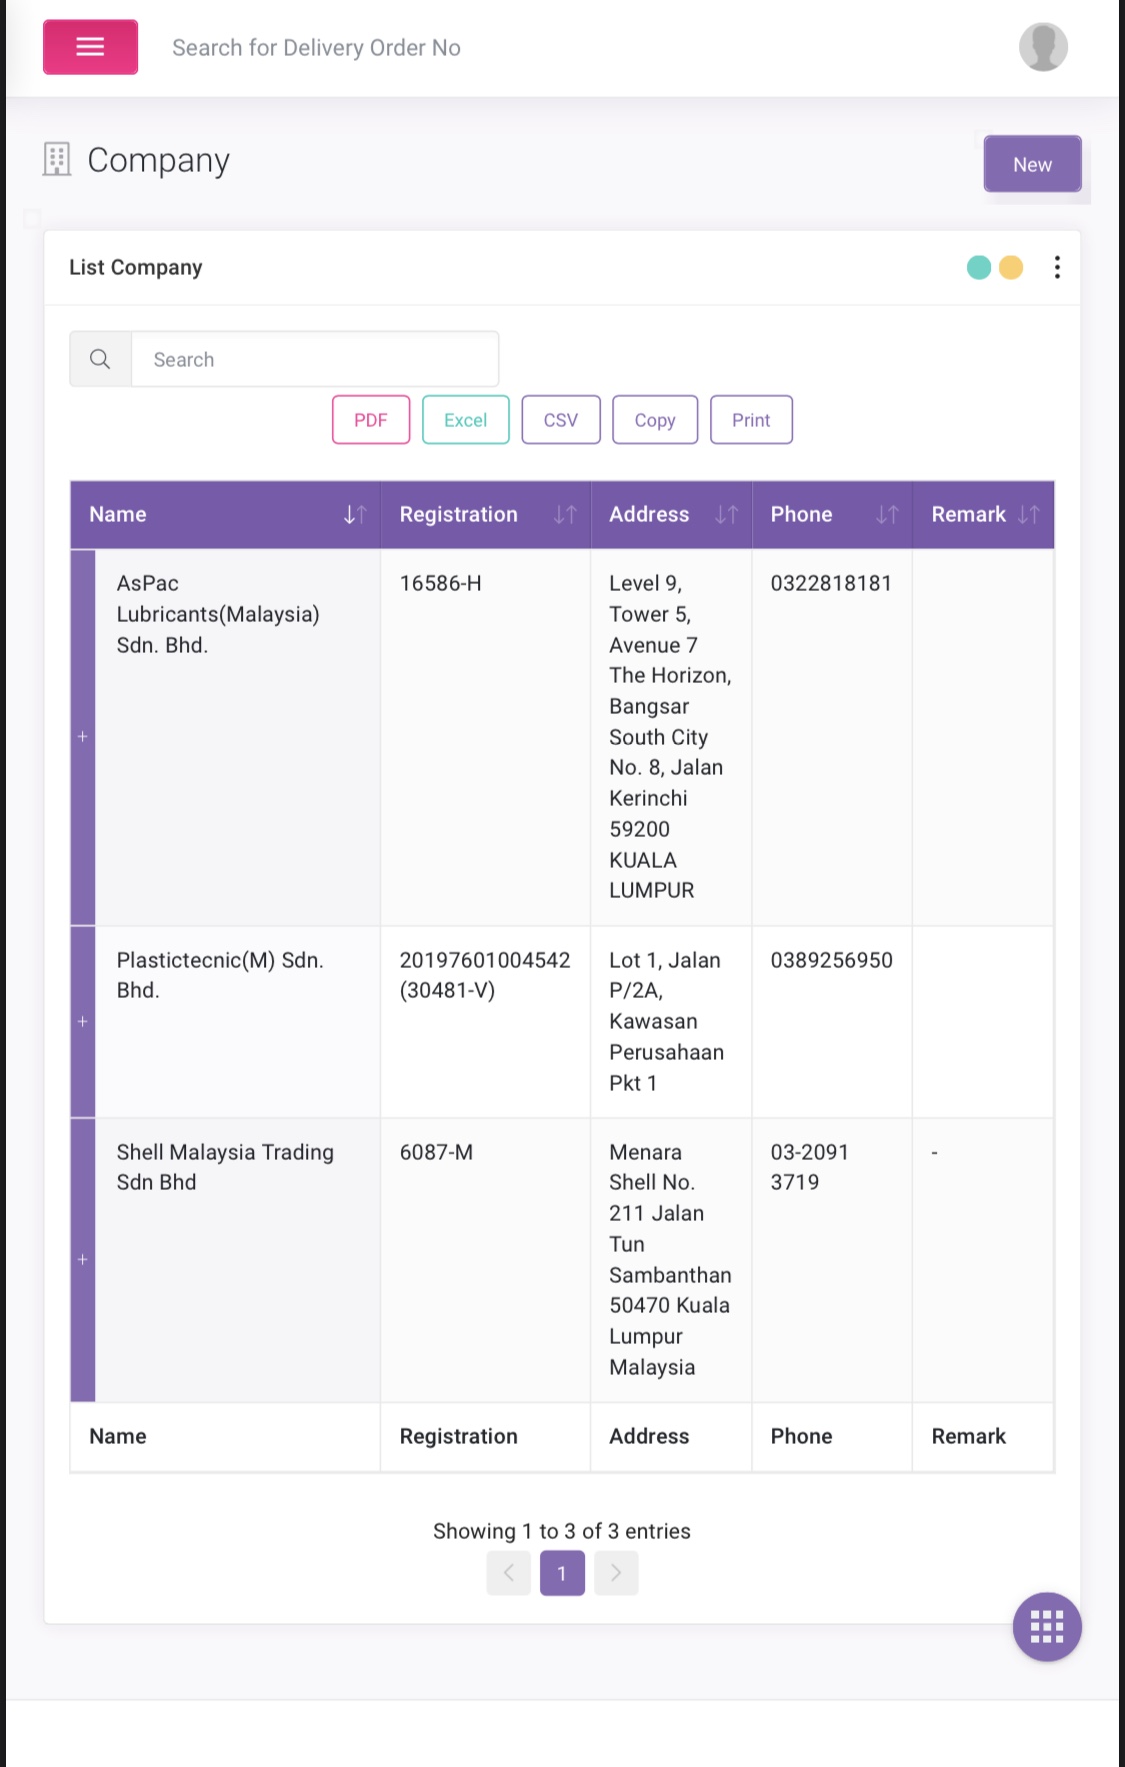 Search for Delivery Order No
Company
New
List Company
Search
PDF Excel CSV Copy Print
Name Registration Address Phone Remark
AsPac
Lubricants(Malaysia)
Sdn. Bhd.
16586-H
Level 9,
Tower 5,
Avenue 7
The Horizon,
Bangsar
South City
No. 8, Jalan
Kerinchi
59200
KUALA
LUMPUR
0322818181
+
Plastictecnic(M) Sdn.
Bhd.
20197601004542
(30481-V)
Lot 1, Jalan
P/2A,
Kawasan
Perusahaan
Pkt 1
0389256950
+
Shell Malaysia Trading
Sdn Bhd
6087-M
Menara
Shell No.
211 Jalan
Tun
Sambanthan
50470 Kuala
Lumpur
Malaysia
03-2091
3719
-
+
Name Registration Address Phone Remark
Showing 1 to 3 of 3 entries
1